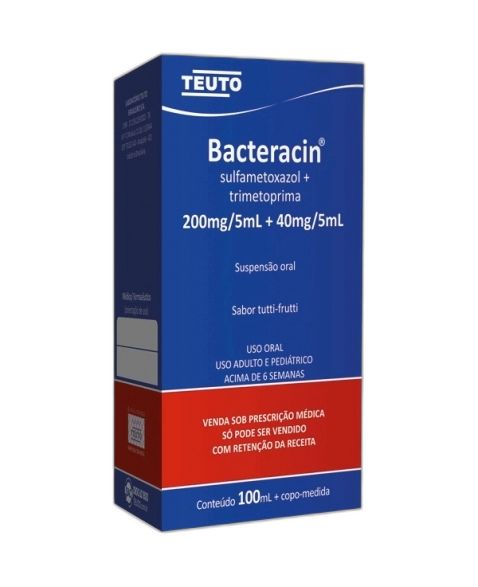 TEUTO
Bacteracin®
sulfametoxazol +
trimetoprima
200mg/5mL + 40mg/5mL
Suspensão oral
Sabor tutti-frutti
USO ORAL
USO ADULTO E PEDIÁTRICO
ACIMA DE 6 SEMANAS
VENDA SOB PRESCRIÇÃO MÉDICA
SÓ PODE SER VENDIDO
COM RETENÇÃO DA RECEITA
Conteúdo 100mL + copo-medida
TEUTO